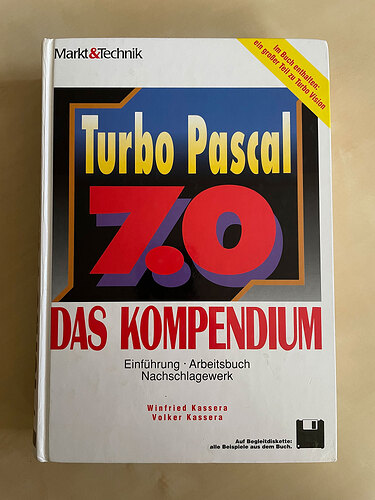 Markt&Technik
Im Buch enthalten:
ein großer Teil zu Turbo Vision
Turbo Pascal
7.0
DAS KOMPENDIUM
Einführung · Arbeitsbuch
Nachschlagewerk
Winfried Kassera
Volker Kassera
Auf Begleitdiskette:
alle Beispiele aus dem Buch.